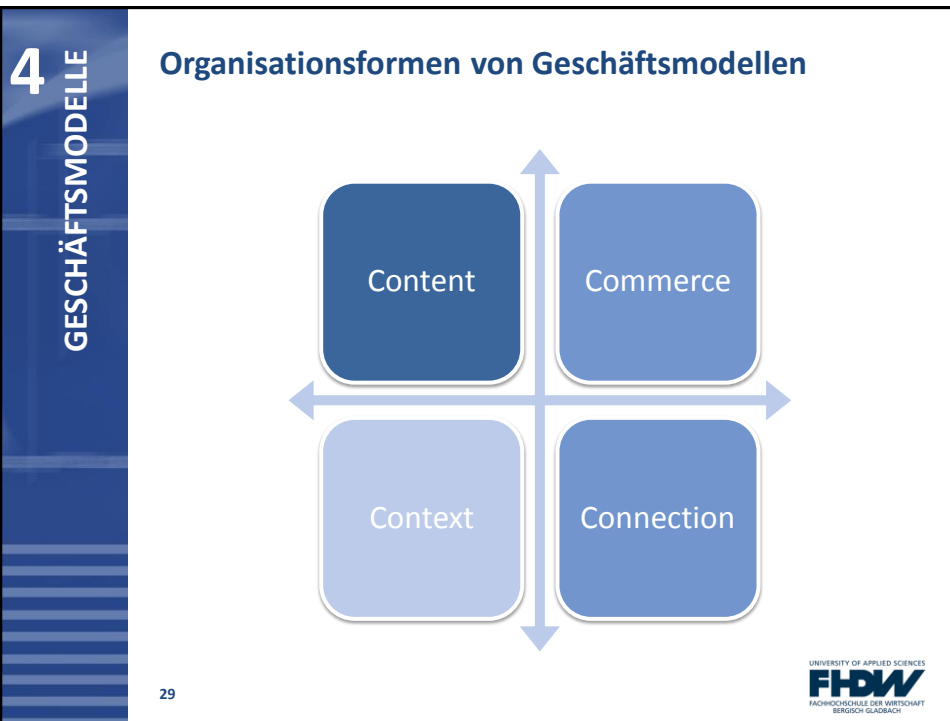 4
GESCHÄFTSMODELLE
Organisationsformen von Geschäftsmodellen
Content
Commerce
Context
Connection
29
UNIVERSITY OF APPLIED SCIENCES
FHDW
FACHHOCHSCHULE DER WIRTSCHAFT
BERGISCH GLADBACH